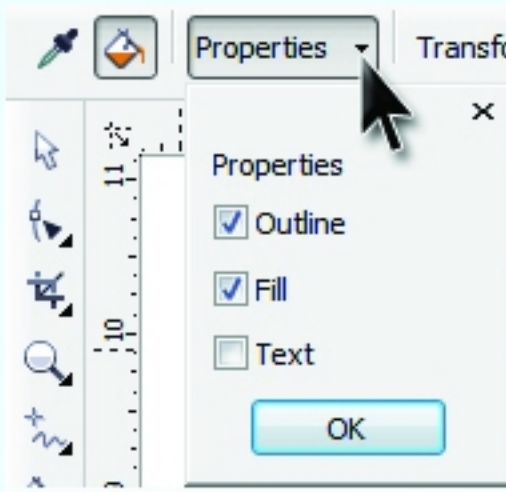 Properties Transfo
Properties
Outline
Fill
Text
OK
11
10